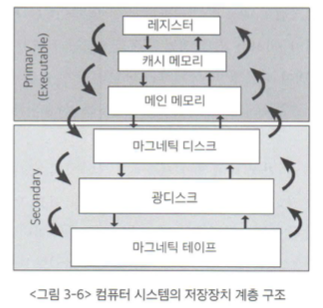 Primary
(Executable)
레지스터
캐시 메모리
메인 메모리
Secondary
마그네틱 디스크
광디스크
마그네틱 테이프
<그림 3-6> 컴퓨터 시스템의 저장장치 계층 구조